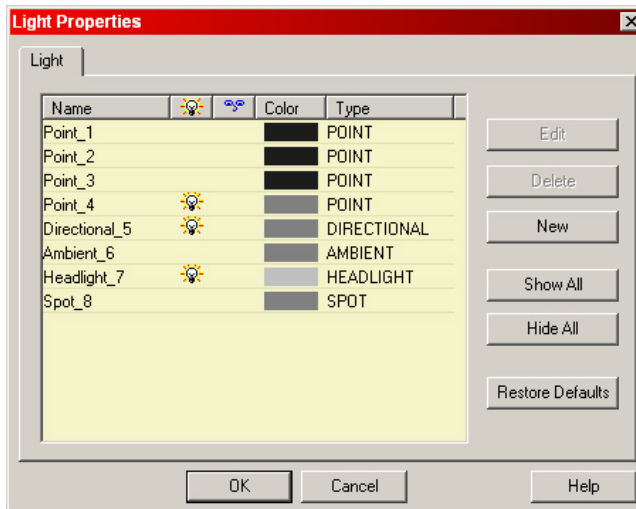 Light Properties
Light
Name Color Type
Point_1 POINT
Point_2 POINT
Point_3 POINT
Point_4 POINT
Directional_5 DIRECTIONAL
Ambient_6 AMBIENT
Headlight_7 HEADLIGHT
Spot_8 SPOT
Edit
Delete
New
Show All
Hide All
Restore Defaults
OK Cancel Help